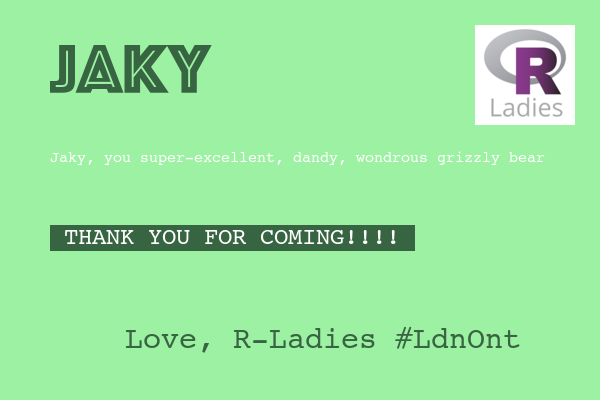 JAKY
R
Ladies
Jaky, you super-excellent, dandy, wondrous grizzly bear
THANK YOU FOR COMING!!!!
Love, R-Ladies #LdnOnt